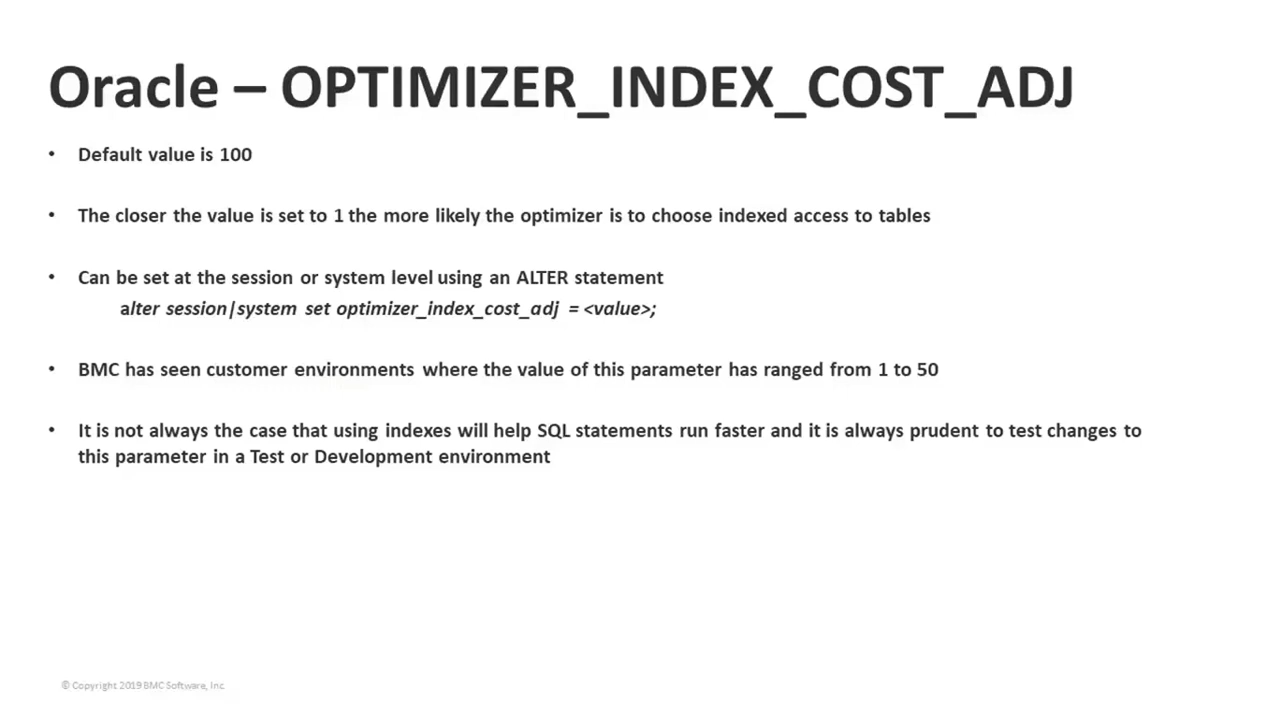 Oracle – OPTIMIZER_INDEX_COST_ADJ
• Default value is 100
• The closer the value is set to 1 the more likely the optimizer is to choose indexed access to tables
• Can be set at the session or system level using an ALTER statement
alter session|system set optimizer_index_cost_adj = <value>;
• BMC has seen customer environments where the value of this parameter has ranged from 1 to 50
• It is not always the case that using indexes will help SQL statements run faster and it is always prudent to test changes to
this parameter in a Test or Development environment
© Copyright 2019 BMC Software, Inc.